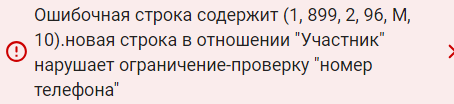 Ошибочная строка содержит (1, 899, 2, 96, М,
10).новая строка в отношении "Участник"
нарушает ограничение-проверку "номер
телефона"